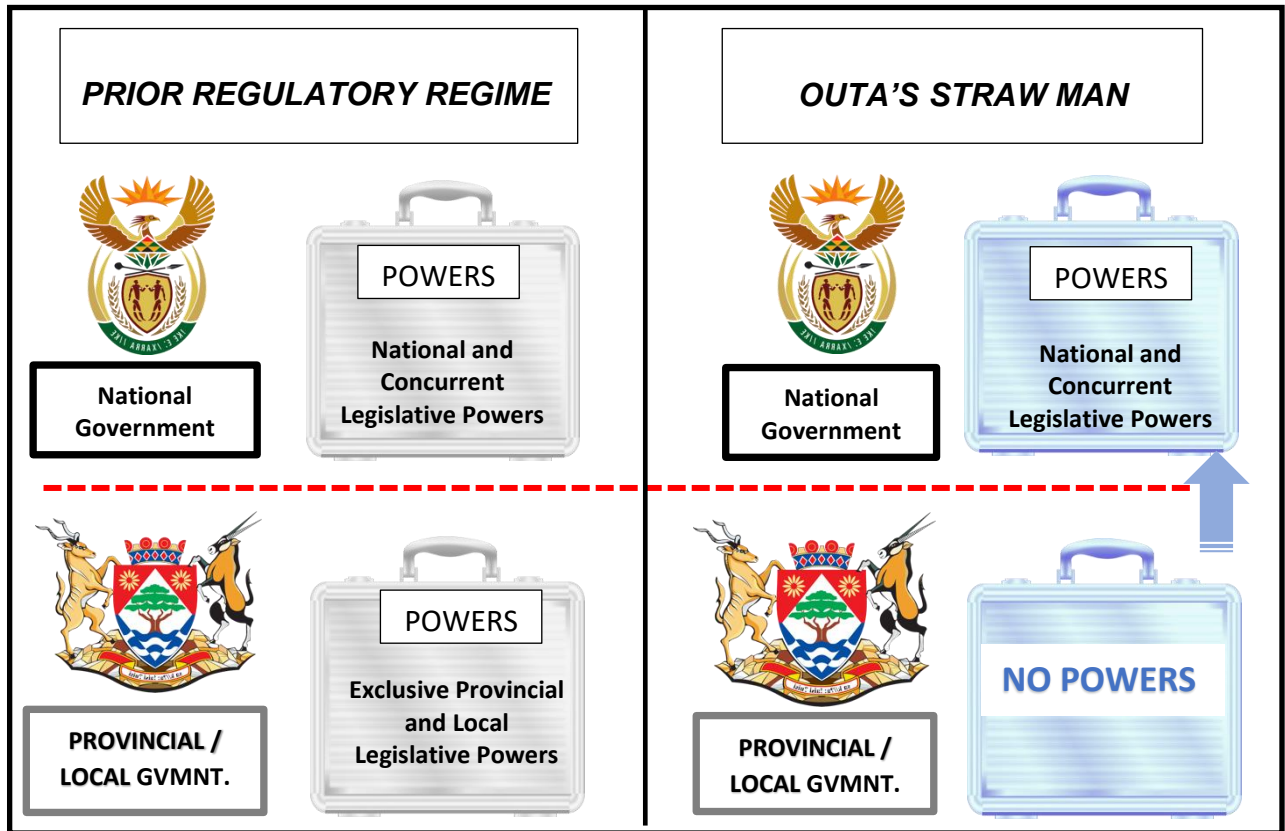 PRIOR REGULATORY REGIME
POWERS
National and
Concurrent
Legislative Powers
National
Government
POWERS
Exclusive Provincial
and Local
Legislative Powers
PROVINCIAL /
LOCAL GVMNT.
OUTA’S STRAW MAN
POWERS
National and
Concurrent
Legislative Powers
National
Government
NO POWERS
PROVINCIAL /
LOCAL GVMNT.